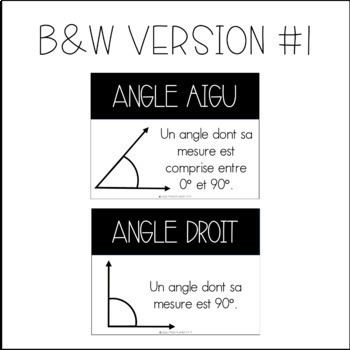 B&W VERSION #1
ANGLE AIGU
Un angle dont sa
mesure est
comprise entre
0° et 90°.
ANGLE DROIT
Un angle dont sa
mesure est 90°.